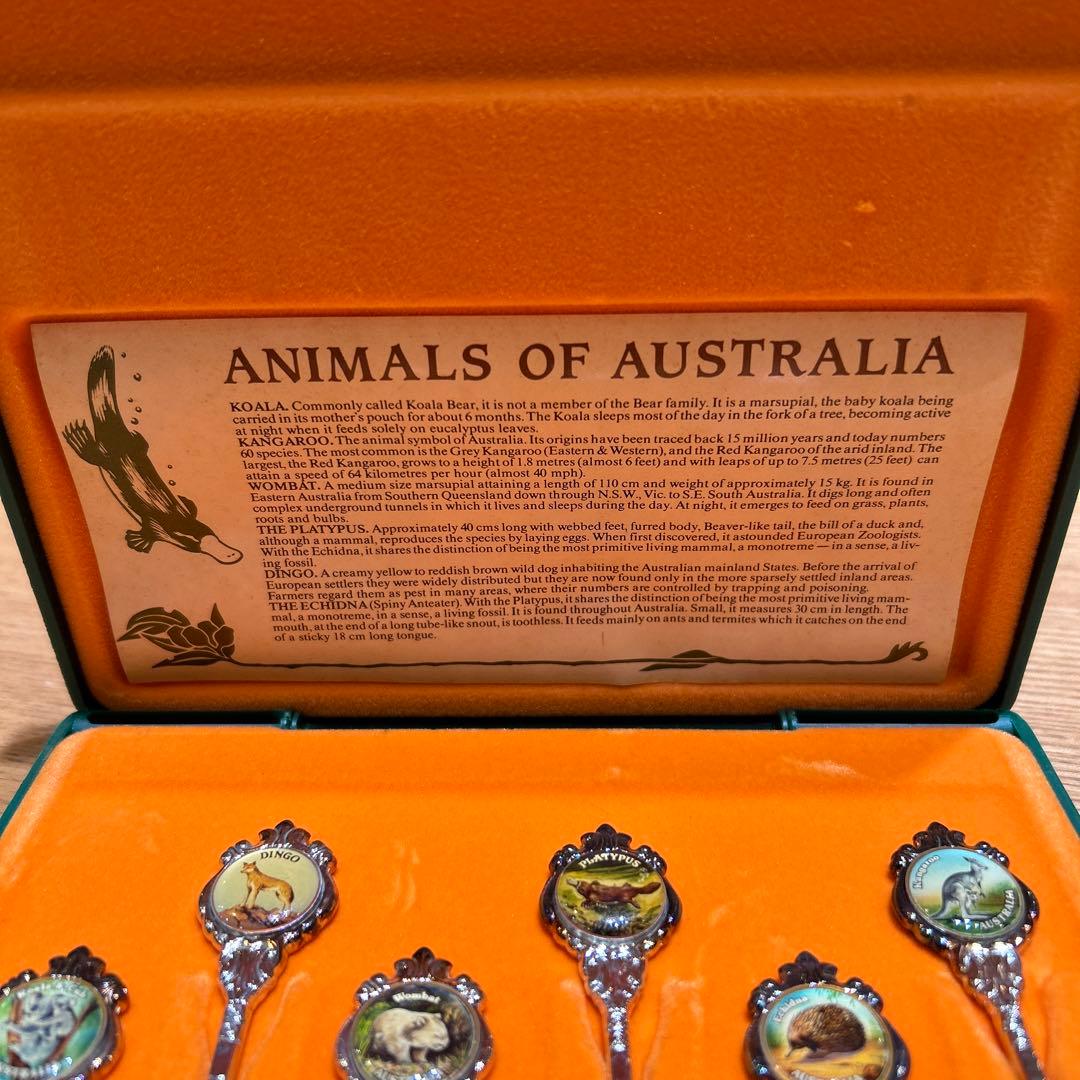 ANIMALS OF AUSTRALIA
KOALA. Commonly called Koala Bear, it is not a member of the Bear family. It is a marsupial, the baby koala being
carried in its mother's pouch for about 6 months. The Koala sleeps most of the day in the fork of a tree, becoming active
at night when it feeds solely on eucalyptus leaves.
KANGAROO. The animal symbol of Australia. Its origins have been traced back 15 million years and today numbers
60 species. The most common is the Grey Kangaroo (Eastern & Western), and the Red Kangaroo of the arid inland. The
largest, the Red Kangaroo, grows to a height of 1.8 metres (almost 6 feet) and with leaps of up to 7.5 metres (25 feet) can
attain a speed of 64 kilometres per hour (almost 40 mph).
WOMBAT. A medium size marsupial attaining a length of 110 cm and weight of approximately 15 kg. It is found in
Eastern Australia from Southern Queensland down through N.S.W., Vic. to S.E. South Australia. It digs long and often
complex underground tunnels in which it lives and sleeps during the day. At night, it emerges to feed on grass, plants,
roots and bulbs.
THE PLATYPUS. Approximately 40 cms long with webbed feet, furred body, Beaver-like tail, the bill of a duck and,
although a mammal, reproduces the species by laying eggs. When first discovered, it astounded European Zoologists.
With the Echidna, it shares the distinction of being the most primitive living mammal, a monotreme — in a sense, a liv-
ing fossil.
DINGO. A creamy yellow to reddish brown wild dog inhabiting the Australian mainland States. Before the arrival of
European settlers they were widely distributed but they are now found only in the more sparsely settled inland areas.
Farmers regard them as pest in many areas, where their numbers are controlled by trapping and poisoning.
THE ECHIDNA (Spiny Anteater). With the Platypus, it shares the distinction of being the most primitive living mam-
mal, a monotreme, in a sense, a living fossil. It is found throughout Australia. Small, it measures 30 cm in length. The
mouth, at the end of a long tube-like snout, is toothless. It feeds mainly on ants and termites which it catches on the end
of a sticky 18 cm long tongue.
DINGO
PLATYPUS
Kangaroo
AUSTRALIA
Wombat
Echidna